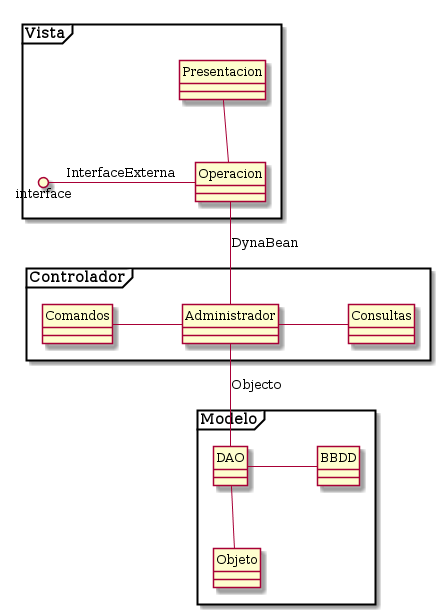 Vista
Presentacion
InterfaceExterna
Operacion
interface
DynaBean
Controlador
Comandos
Administrador
Consultas
Objecto
Modelo
DAO
BBDD
Objeto